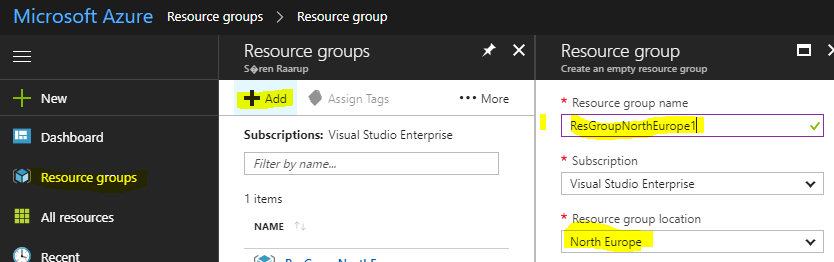 Microsoft Azure Resource groups > Resource group
New
Dashboard
Resource groups
All resources
Recent
Resource groups
S�ren Raarup
Add Assign Tags ••• More
Subscriptions: Visual Studio Enterprise
Filter by name...
1 items
NAME
Resource group
Create an empty resource group
* Resource group name
ResGroupNorthEurope1
* Subscription
Visual Studio Enterprise
* Resource group location
North Europe